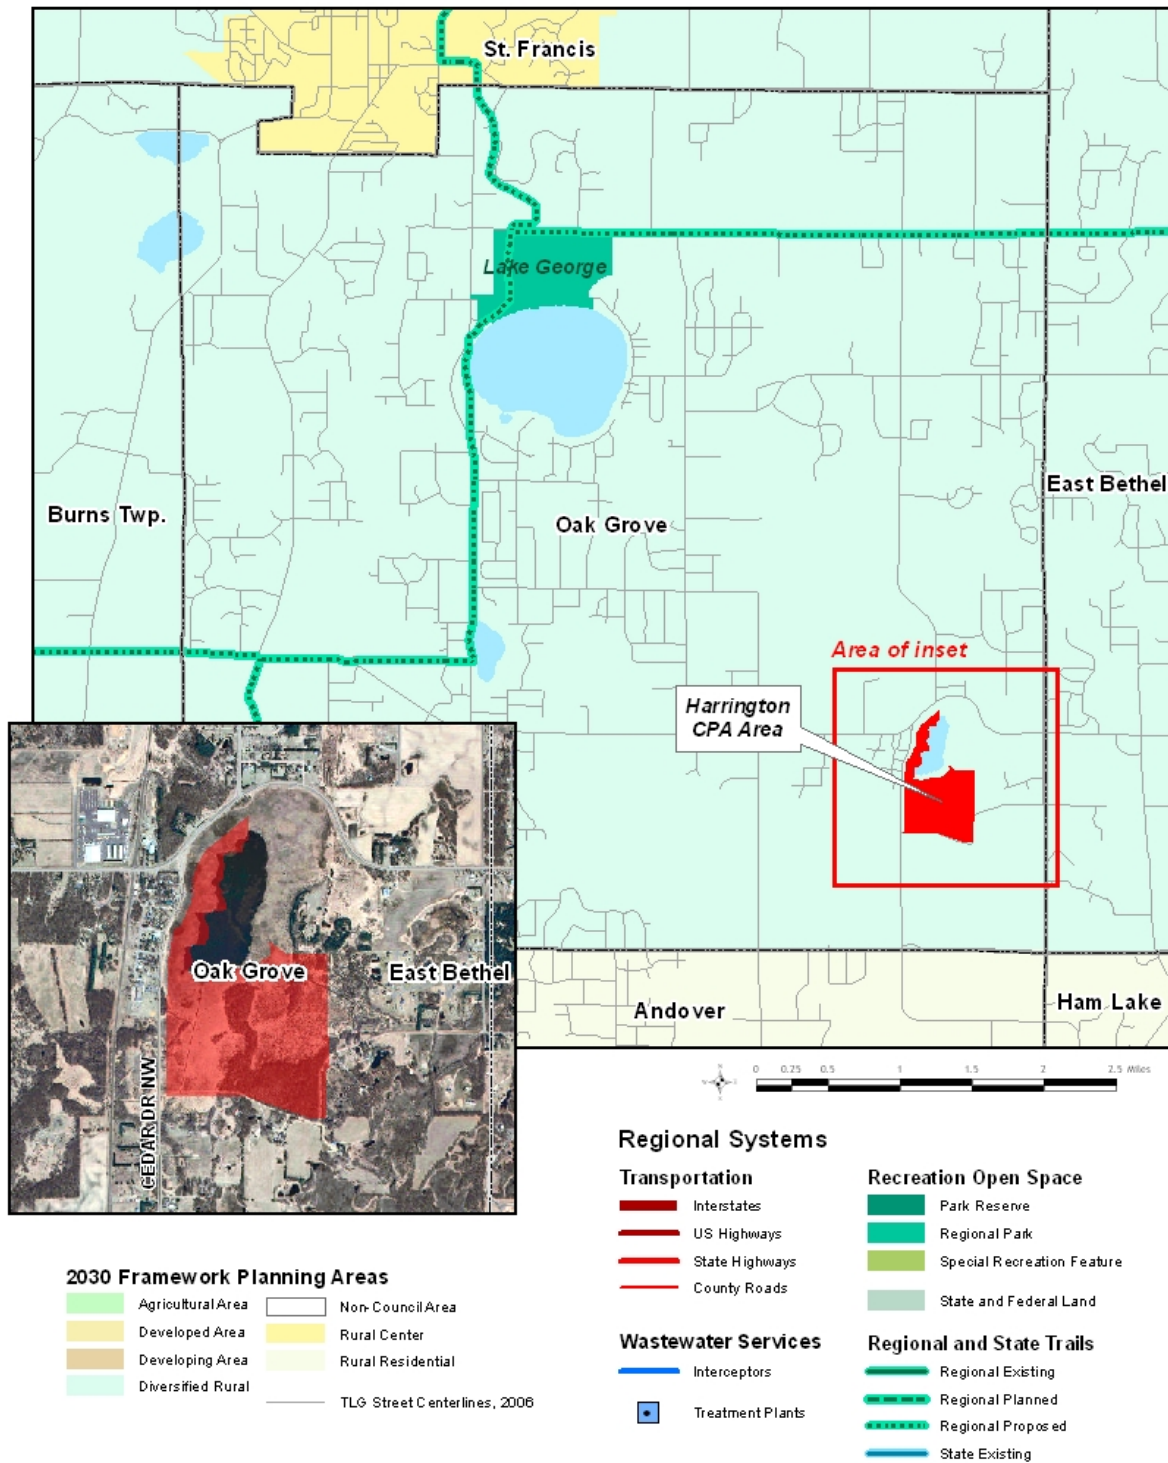 St. Francis
Lake George
Burns Twp.
Oak Grove
East Bethel
Area of inset
Harrington
CPA Area
Oak Grove
East Bethel
CEDAR DR NW
Andover
Ham Lake
N
W E
S
0 0.25 0.5 1 1.5 2 2.5 Miles
Regional Systems
Transportation
Interstates
US Highways
State Highways
County Roads
Wastewater Services
Interceptors
Treatment Plants
Recreation Open Space
Park Reserve
Regional Park
Special Recreation Feature
State and Federal Land
Regional and State Trails
Regional Existing
Regional Planned
Regional Proposed
State Existing
2030 Framework Planning Areas
Agricultural Area
Developed Area
Developing Area
Diversified Rural
Non-Council Area
Rural Center
Rural Residential
TLG Street Centerlines, 2006